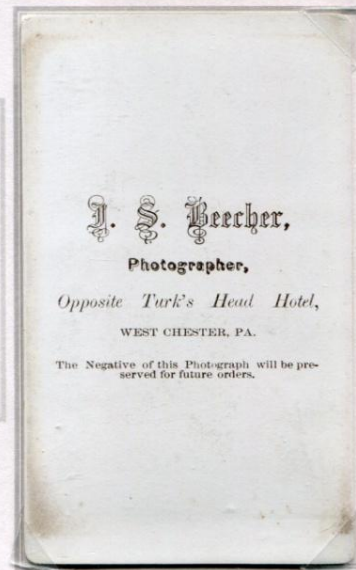 J. S. Beecher,
Photographer,
Opposite Turk's Head Hotel,
WEST CHESTER, PA.
The Negative of this Photograph will be pre-
served for future orders.